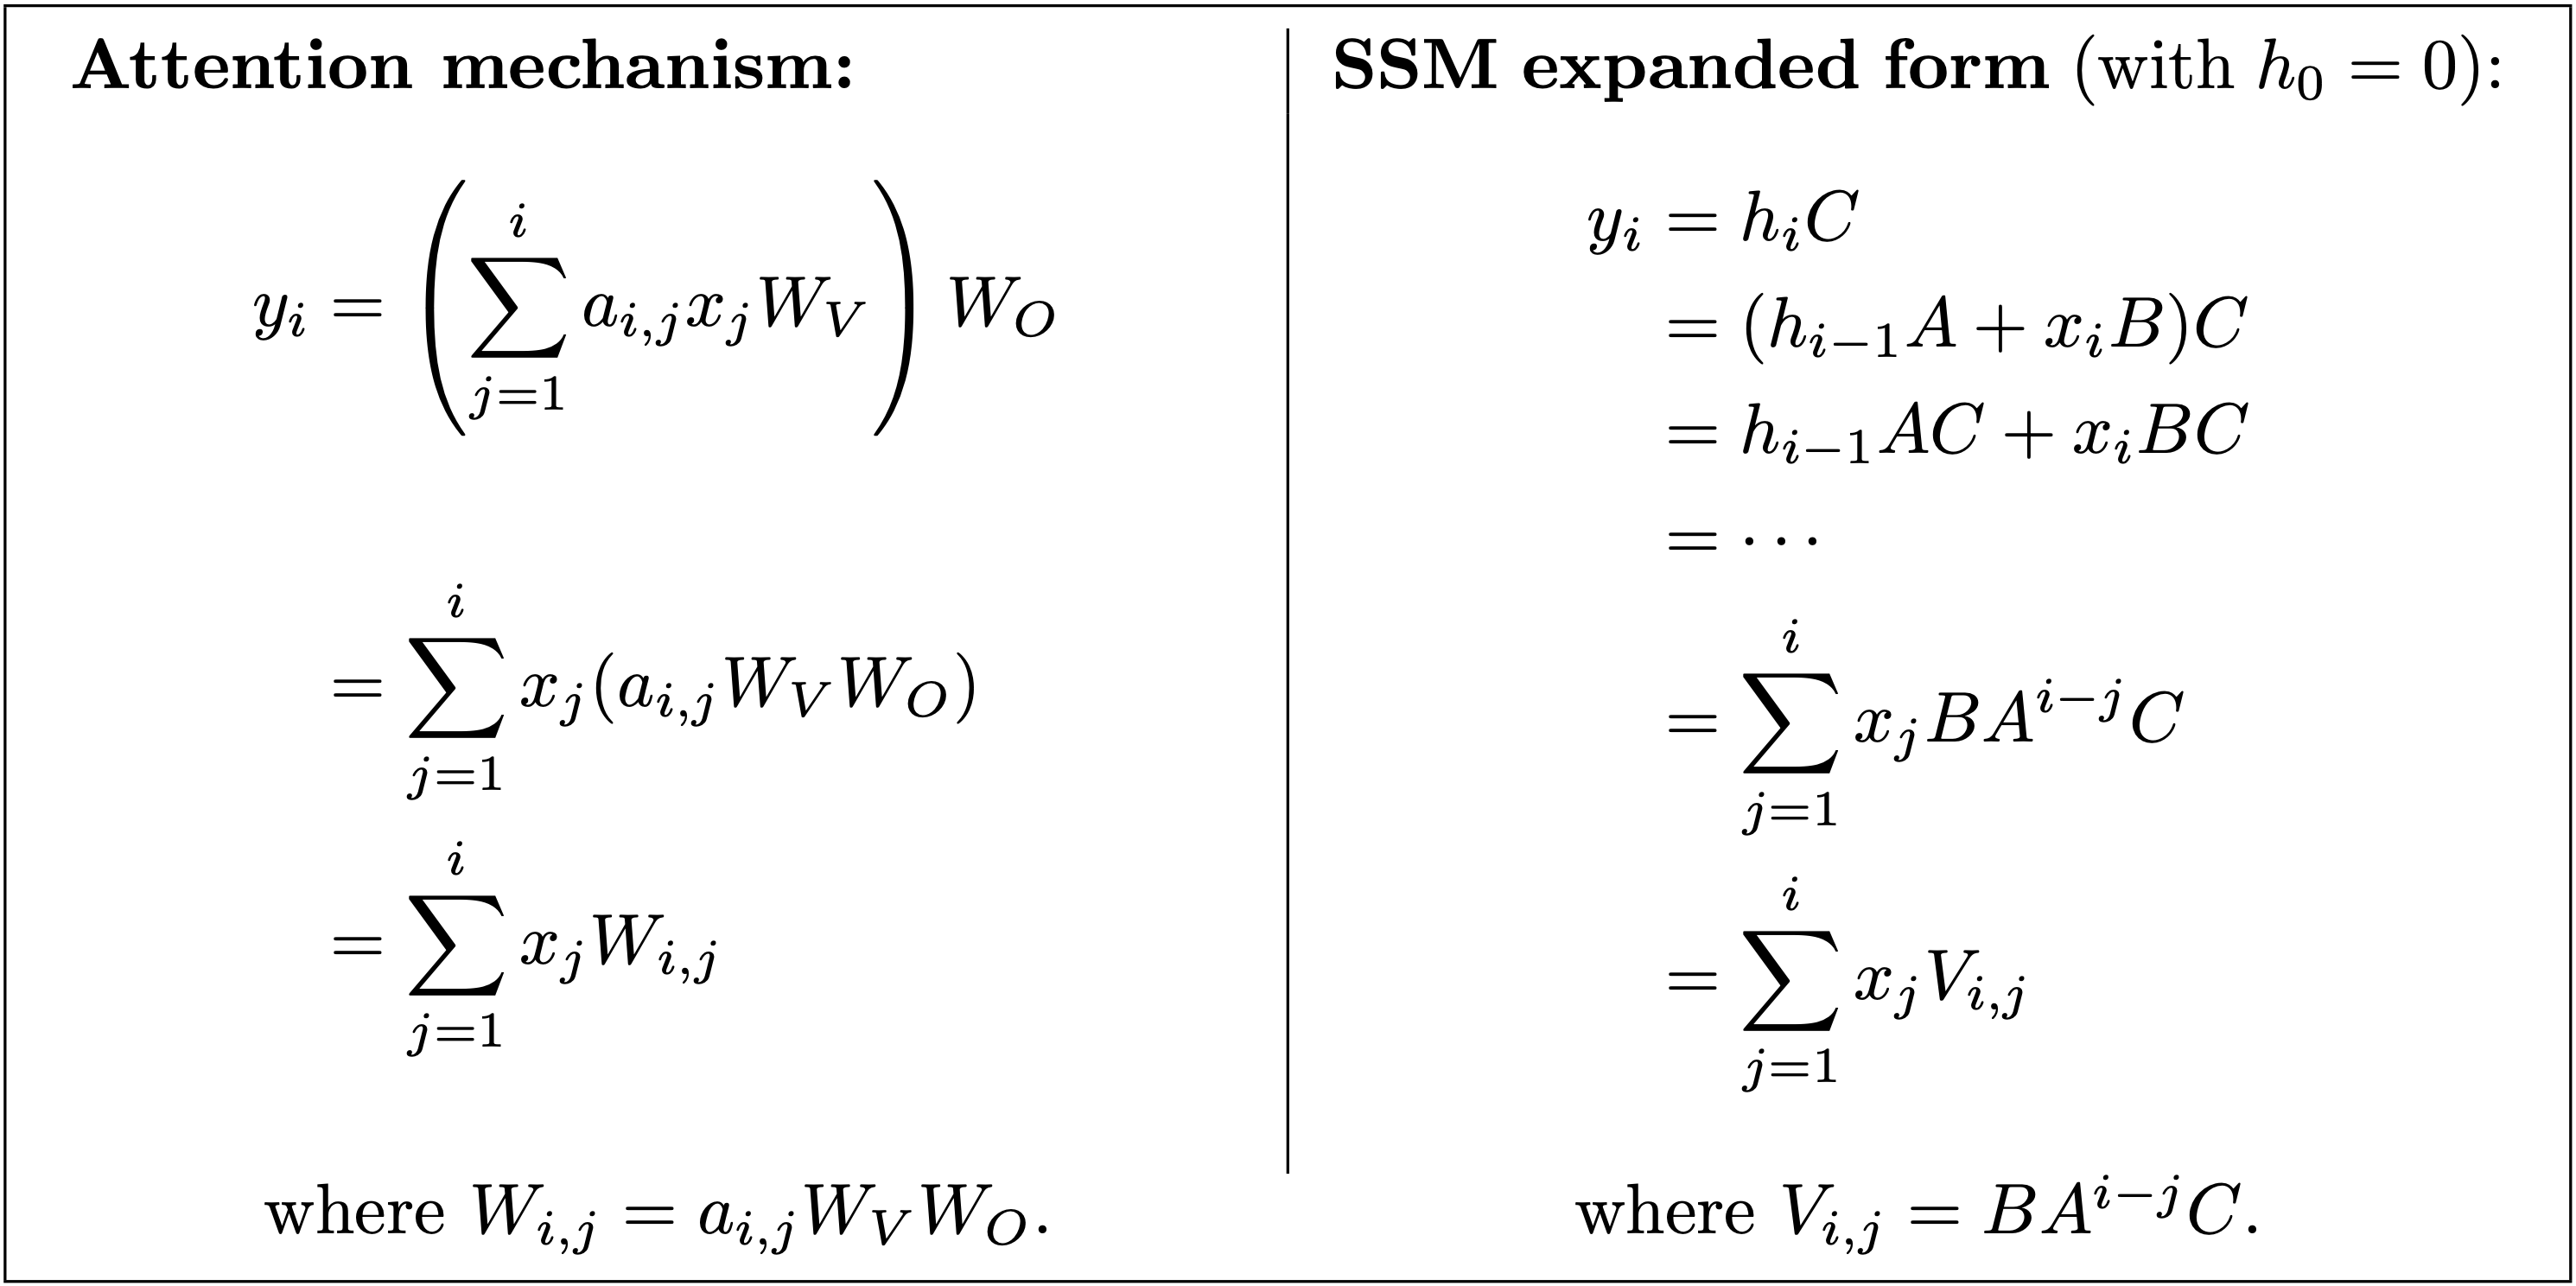 Attention mechanism:
$y_i = \left( \sum_{j=1}^{i} a_{i,j} x_j W_V \right) W_O$
$= \sum_{j=1}^{i} x_j (a_{i,j} W_V W_O)$
$= \sum_{j=1}^{i} x_j W_{i,j}$
where $W_{i,j} = a_{i,j} W_V W_O.$
SSM expanded form (with $h_0 = 0$):
$y_i = h_i C$
$= (h_{i-1} A + x_i B) C$
$= h_{i-1} A C + x_i B C$
$= \cdots$
$= \sum_{j=1}^{i} x_j B A^{i-j} C$
$= \sum_{j=1}^{i} x_j V_{i,j}$
where $V_{i,j} = B A^{i-j} C.$